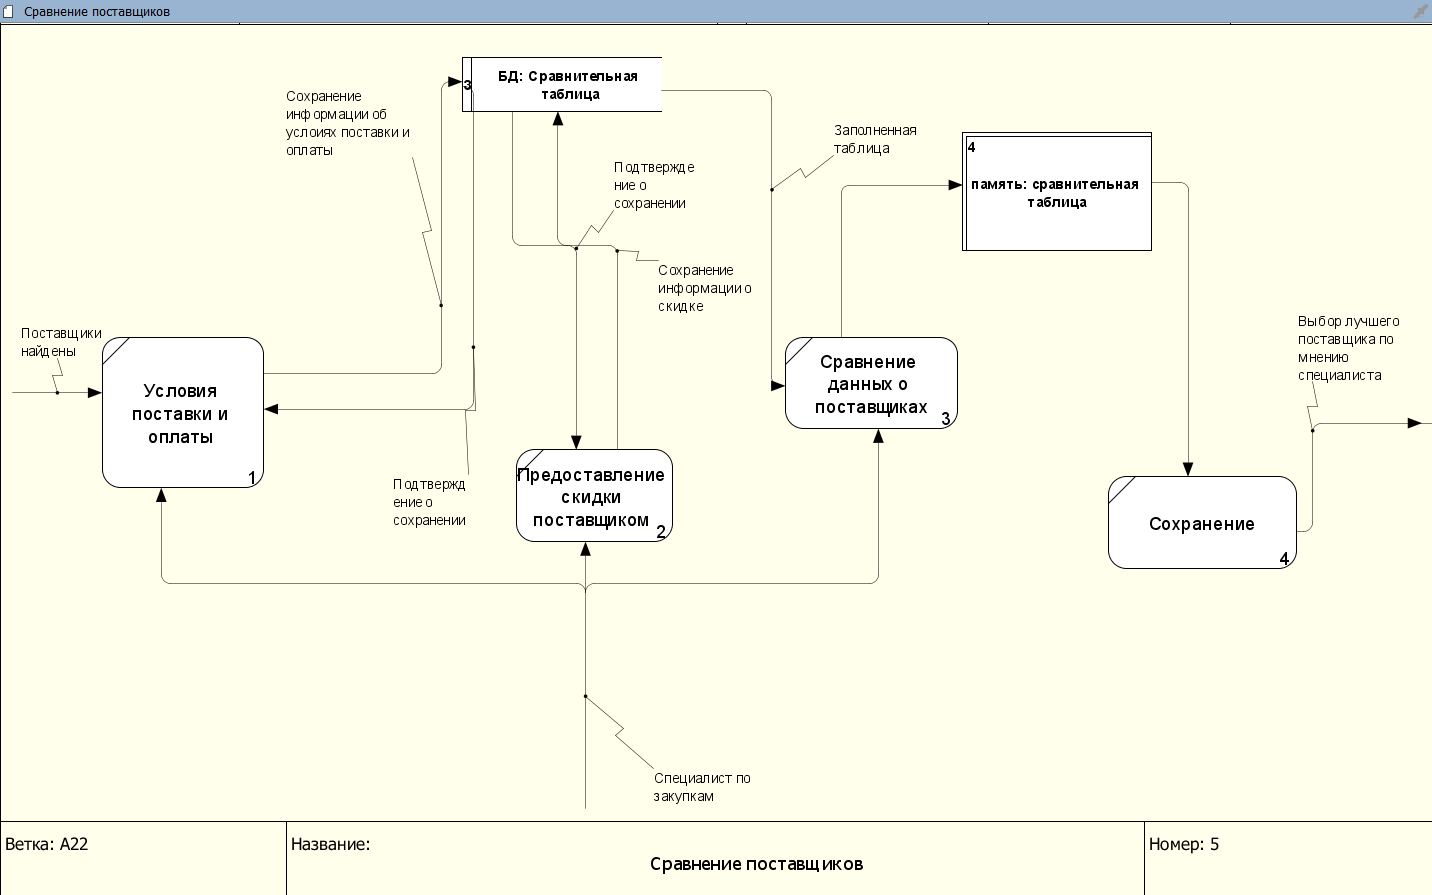 Сравнение поставщиков
3
БД: Сравнительная
таблица
Сохранение
информации об
услоиях поставки и
оплаты
Заполненная
таблица
4
память: сравнительная
таблица
Подтвержде
ние о
сохранении
Сохранение
информации о
скидке
Поставщики
найдены
Условия
поставки и
оплаты
1
Сравнение
данных о
поставщиках
3
Выбор лучшего
поставщика по
мнению
специалиста
Подтвержд
ение о
сохранении
Предоставление
скидки
поставщиком
2
Сохранение
4
Специалист по
закупкам
Ветка: A22
Название:
Сравнение поставщиков
Номер: 5